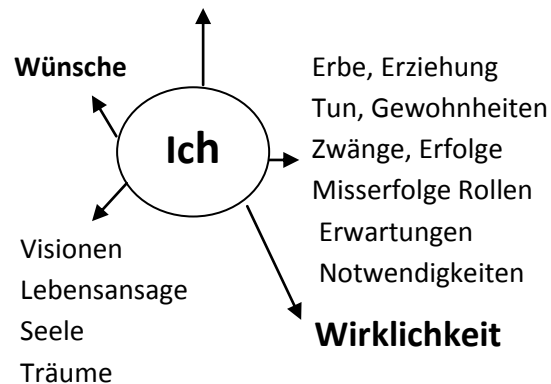 Wünsche
Ich
Erbe, Erziehung
Tun, Gewohnheiten
Zwänge, Erfolge
Misserfolge Rollen
Erwartungen
Notwendigkeiten
Wirklichkeit
Visionen
Lebensansage
Seele
Träume